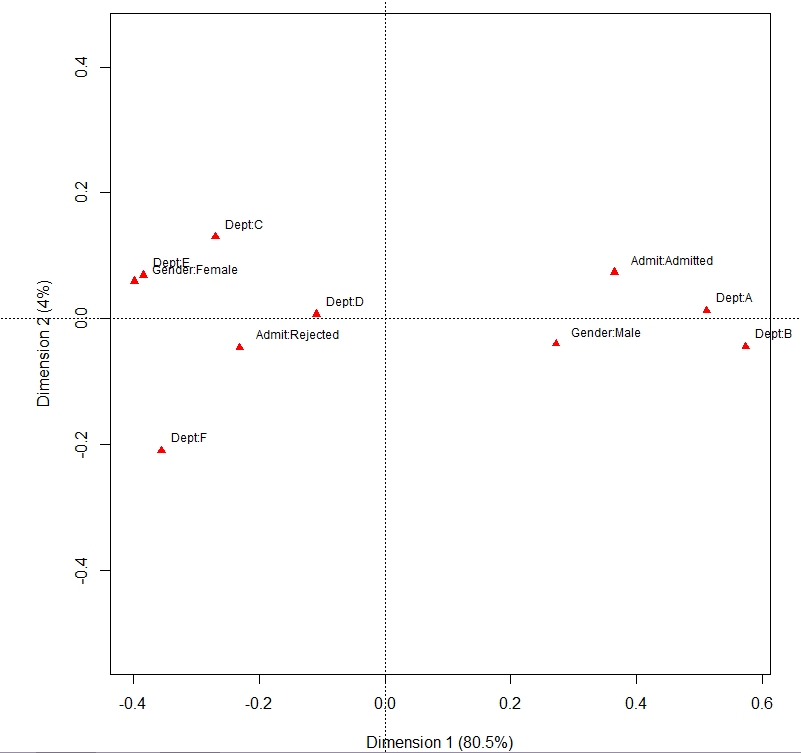 0.4
0.2
Dept:C
Dept:E
Admit:Admitted
Gender:Female
Dept:A
Dept:D
0.0
Gender:Male
Dept:B
Admit:Rejected
Dimension 2 (4%)
Dept:F
-0.2
-0.4
-0.4 -0.2 0.0 0.2 0.4 0.6
Dimension 1 (80.5%)